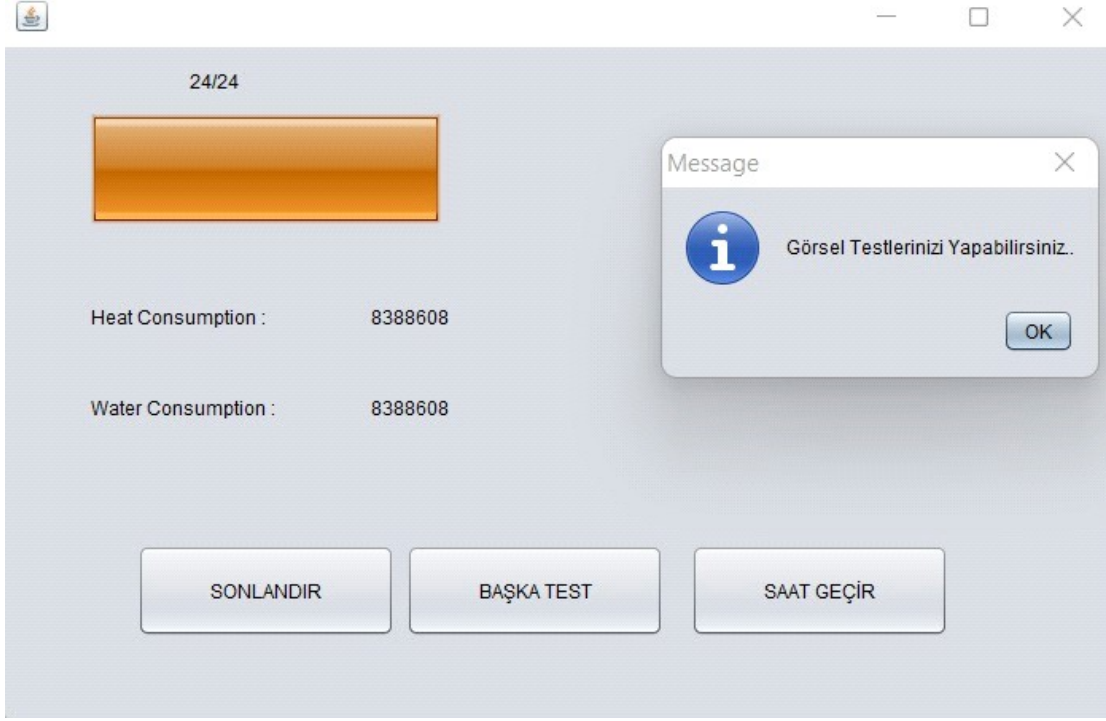 24/24
Message
Görsel Testlerinizi Yapabilirsiniz..
OK
Heat Consumption : 8388608
Water Consumption : 8388608
SONLANDIR
BAŞKA TEST
SAAT GEÇİR